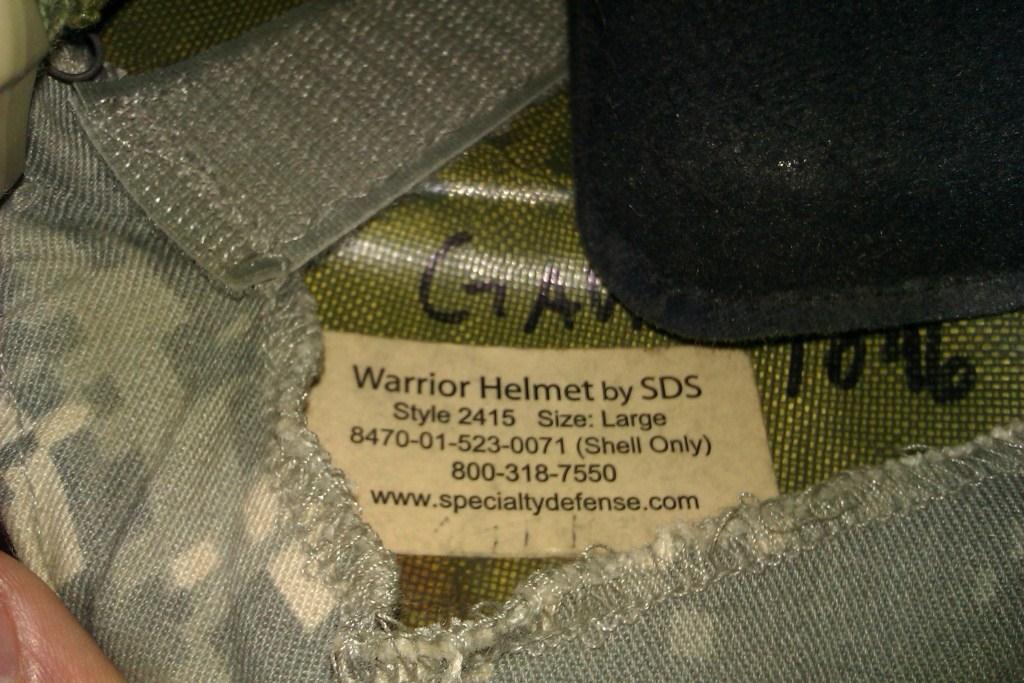 1046
Warrior Helmet by SDS
Style 2415 Size: Large
8470-01-523-0071 (Shell Only)
800-318-7550
www.specialtydefense.com